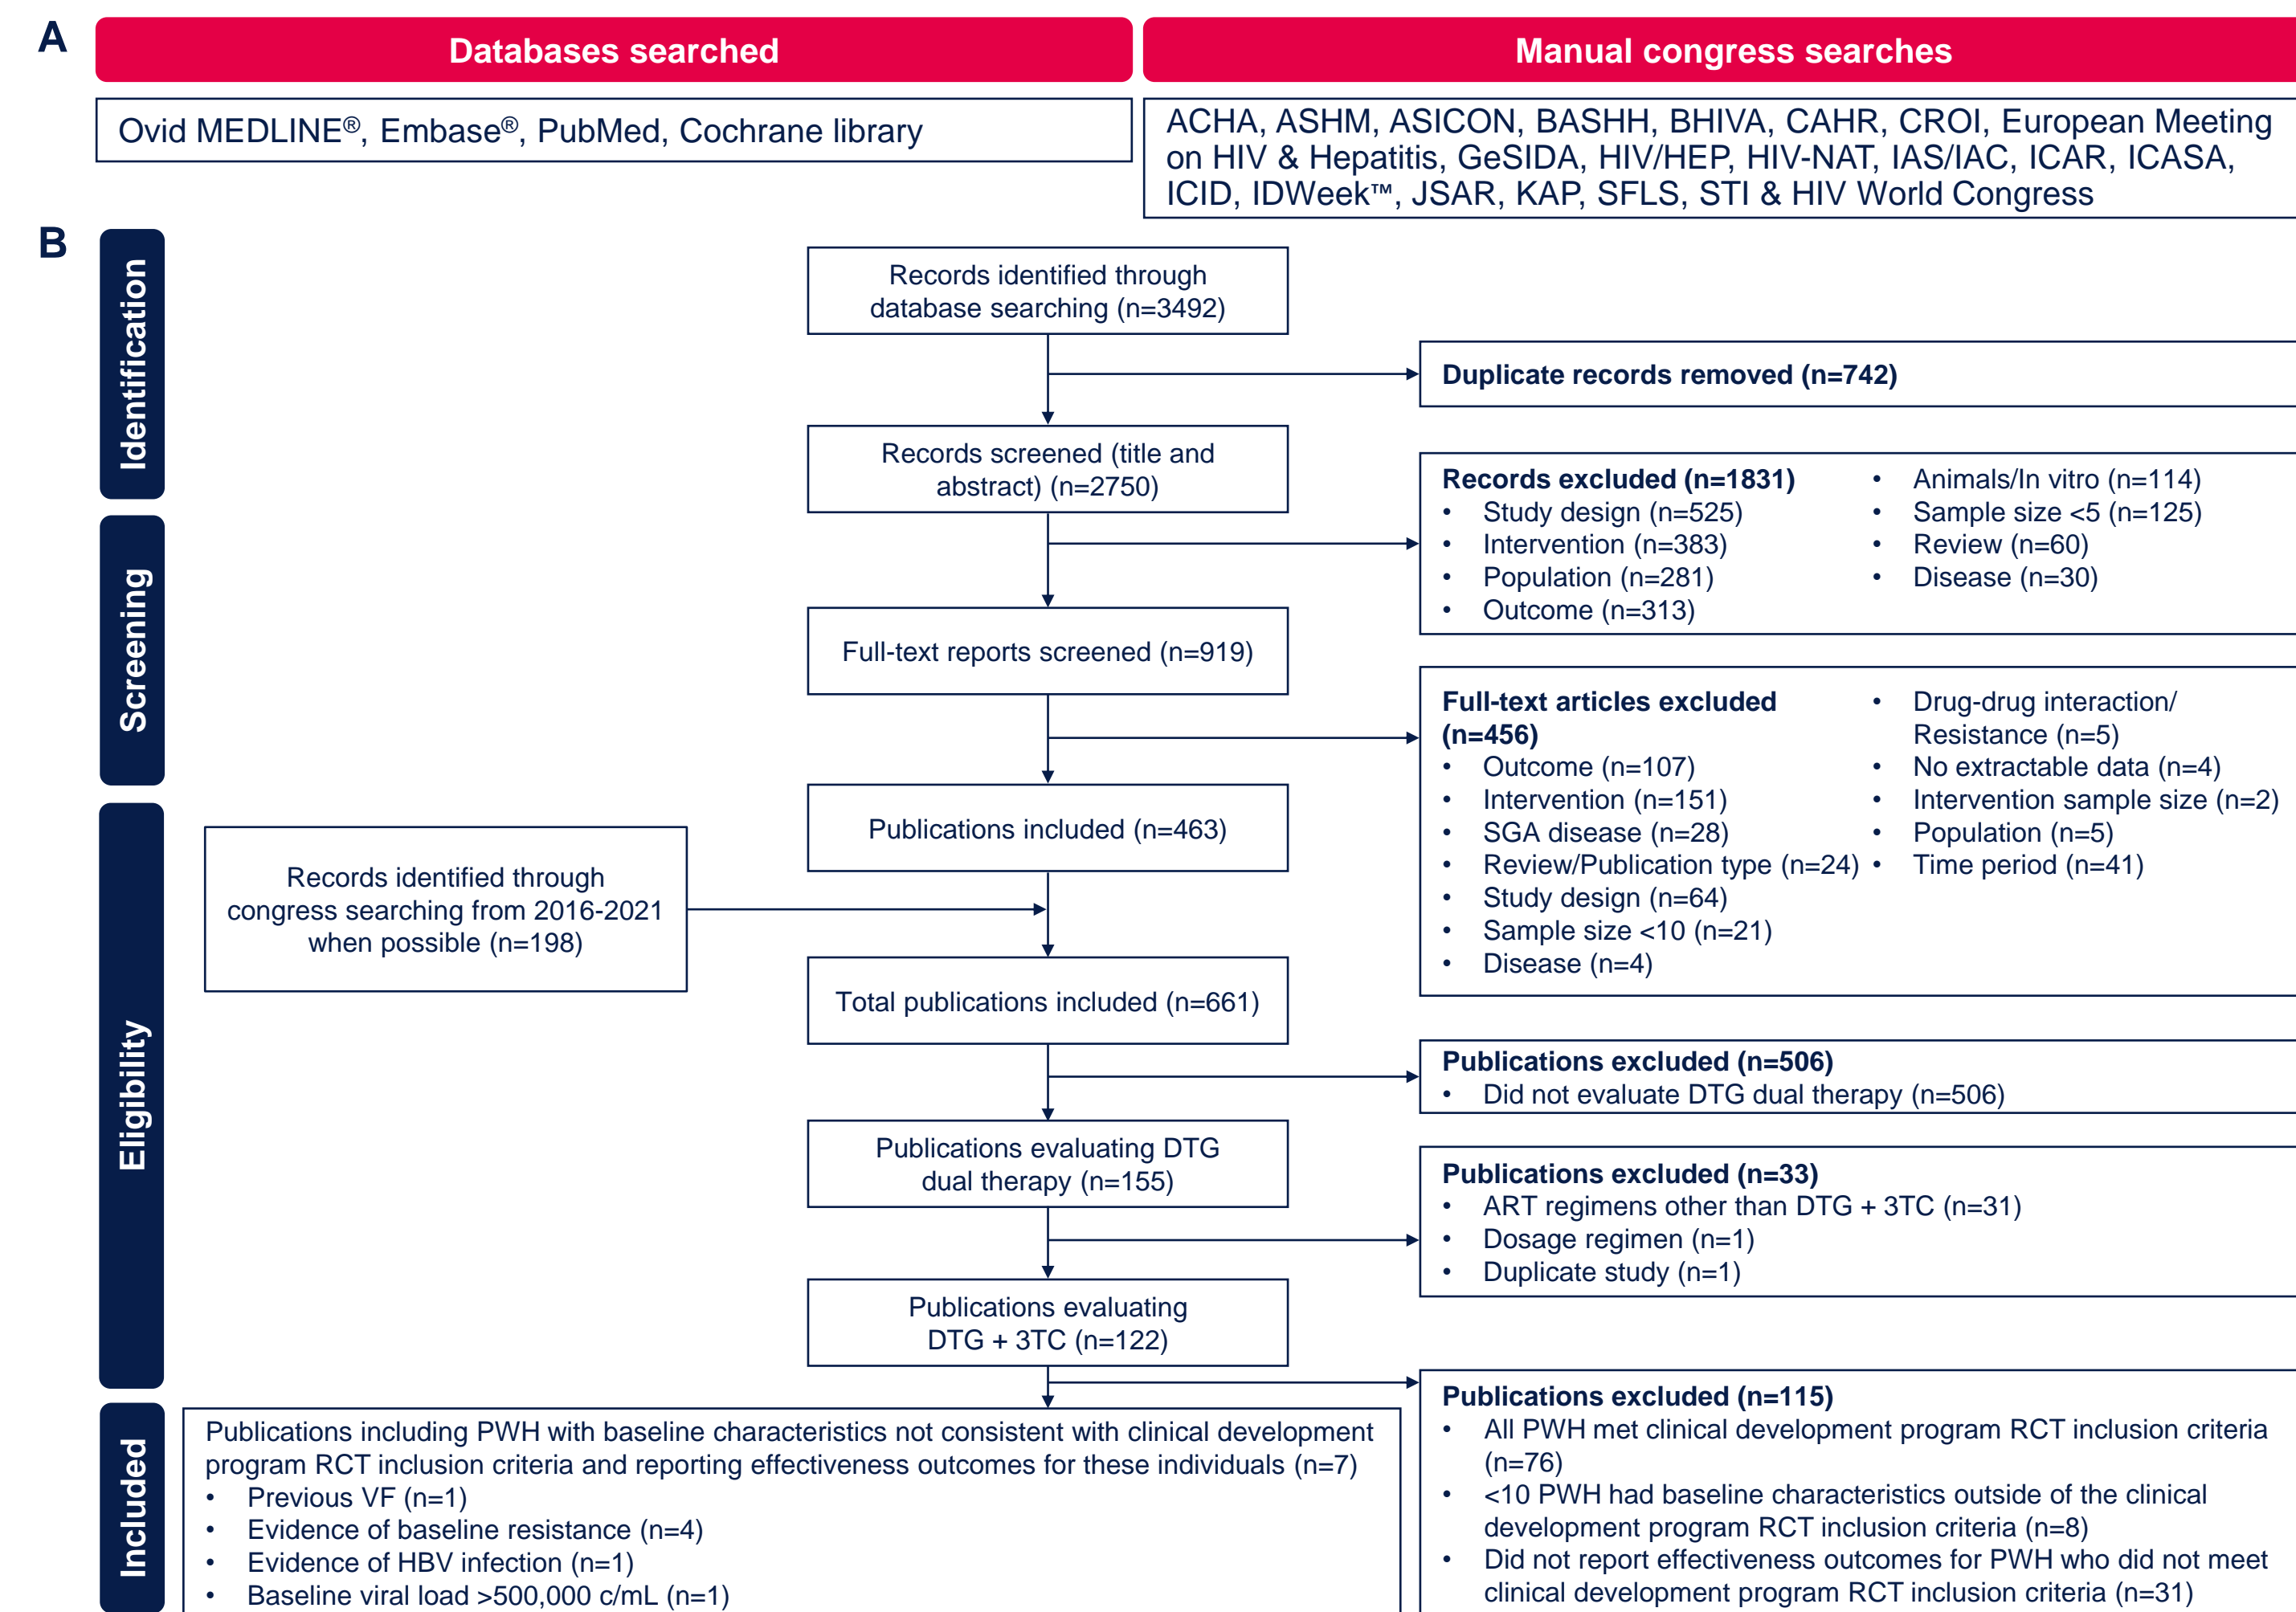 A
Databases searched
Manual congress searches
Ovid MEDLINE®, Embase®, PubMed, Cochrane library
ACHA, ASHM, ASICON, BASHH, BHIVA, CAHR, CROI, European Meeting
on HIV & Hepatitis, GeSIDA, HIV/HEP, HIV-NAT, IAS/IAC, ICAR, ICASA,
ICID, IDWeek™, JSAR, KAP, SFLS, STI & HIV World Congress
B
Identification
Records identified through
database searching (n=3492)
Duplicate records removed (n=742)
Records screened (title and
abstract) (n=2750)
Screening
Records excluded (n=1831)
• Study design (n=525)
• Intervention (n=383)
• Population (n=281)
• Outcome (n=313)
• Animals/In vitro (n=114)
• Sample size <5 (n=125)
• Review (n=60)
• Disease (n=30)
Full-text reports screened (n=919)
Full-text articles excluded
(n=456)
• Outcome (n=107)
• Intervention (n=151)
• SGA disease (n=28)
• Review/Publication type (n=24)
• Study design (n=64)
• Sample size <10 (n=21)
• Disease (n=4)
• Drug-drug interaction/
Resistance (n=5)
• No extractable data (n=4)
• Intervention sample size (n=2)
• Population (n=5)
• Time period (n=41)
Eligibility
Publications included (n=463)
Records identified through
congress searching from 2016-2021
when possible (n=198)
Total publications included (n=661)
Publications excluded (n=506)
• Did not evaluate DTG dual therapy (n=506)
Publications evaluating DTG
dual therapy (n=155)
Publications excluded (n=33)
• ART regimens other than DTG + 3TC (n=31)
• Dosage regimen (n=1)
• Duplicate study (n=1)
Publications evaluating
DTG + 3TC (n=122)
Publications excluded (n=115)
• All PWH met clinical development program RCT inclusion criteria
(n=76)
• <10 PWH had baseline characteristics outside of the clinical
development program RCT inclusion criteria (n=8)
• Did not report effectiveness outcomes for PWH who did not meet
clinical development program RCT inclusion criteria (n=31)
Included
Publications including PWH with baseline characteristics not consistent with clinical development
program RCT inclusion criteria and reporting effectiveness outcomes for these individuals (n=7)
• Previous VF (n=1)
• Evidence of baseline resistance (n=4)
• Evidence of HBV infection (n=1)
• Baseline viral load >500,000 c/mL (n=1)